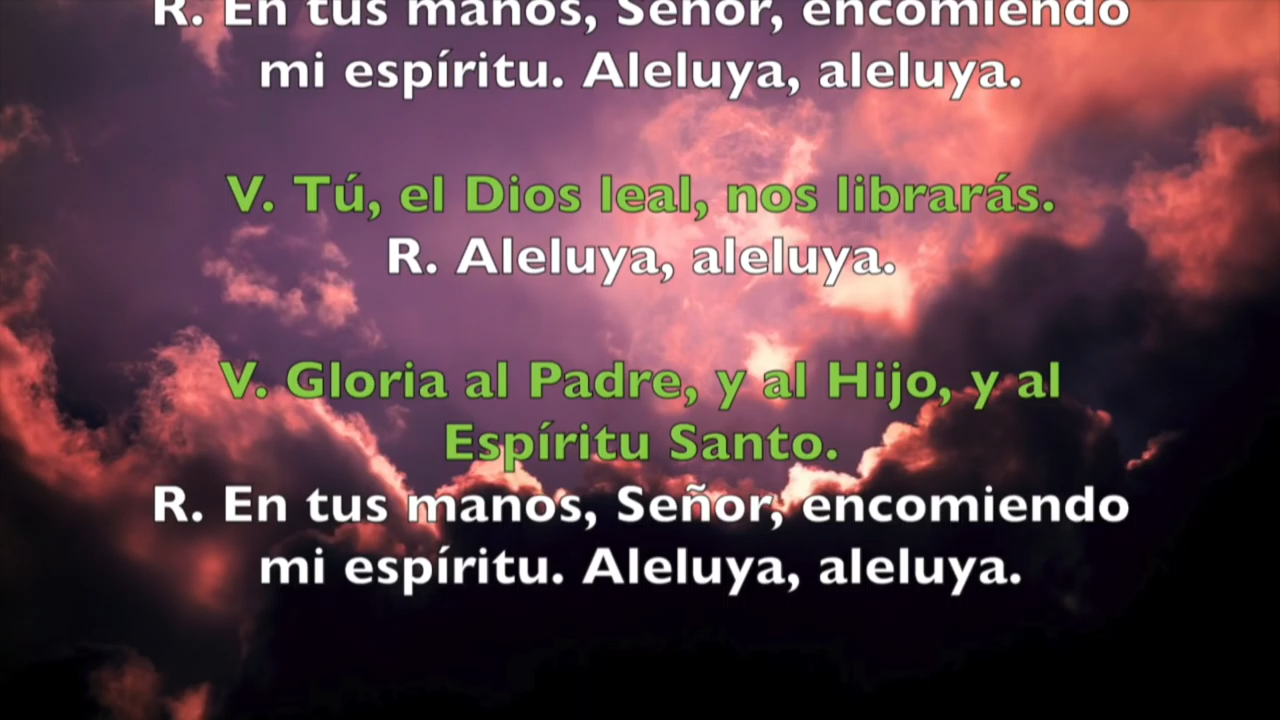 R. En tus manos, Señor, encomiendo
mi espíritu. Aleluya, aleluya.
V. Tú, el Dios leal, nos librarás.
R. Aleluya, aleluya.
V. Gloria al Padre, y al Hijo, y al
Espíritu Santo.
R. En tus manos, Señor, encomiendo
mi espíritu. Aleluya, aleluya.